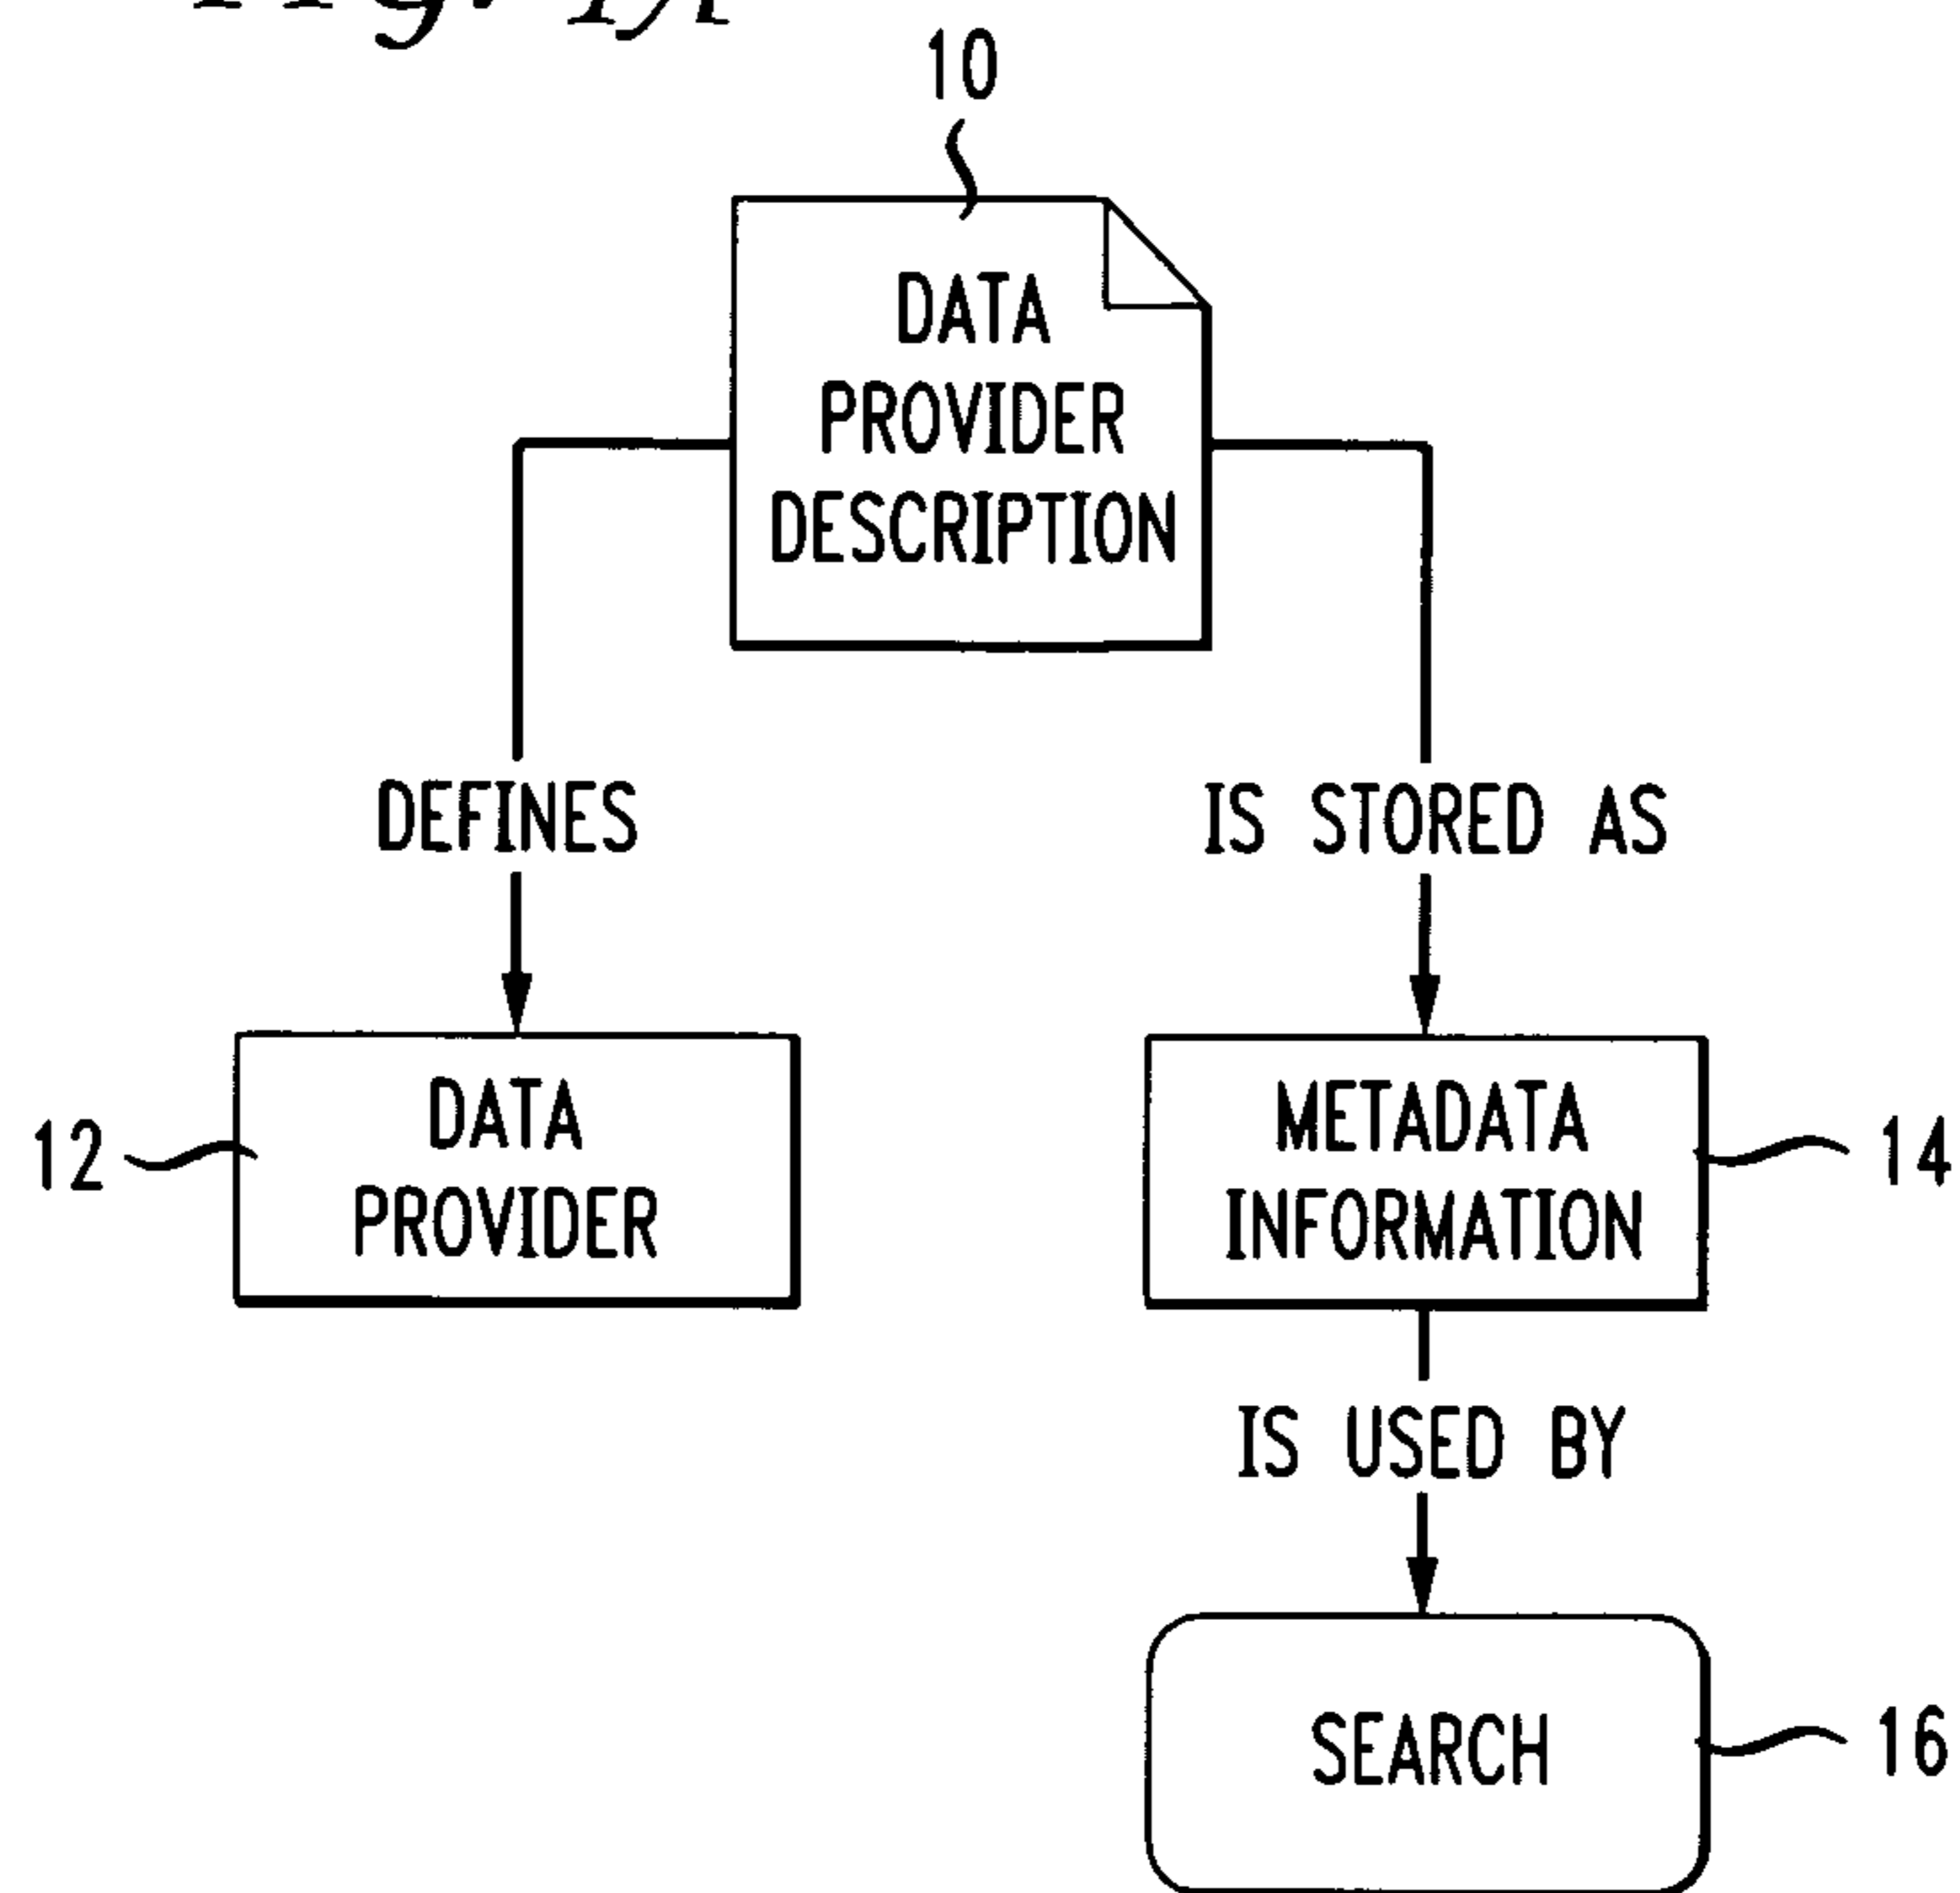 10
DATA
PROVIDER
DESCRIPTION
DEFINES
IS STORED AS
DATA
PROVIDER
12
METADATA
INFORMATION
14
IS USED BY
SEARCH
16